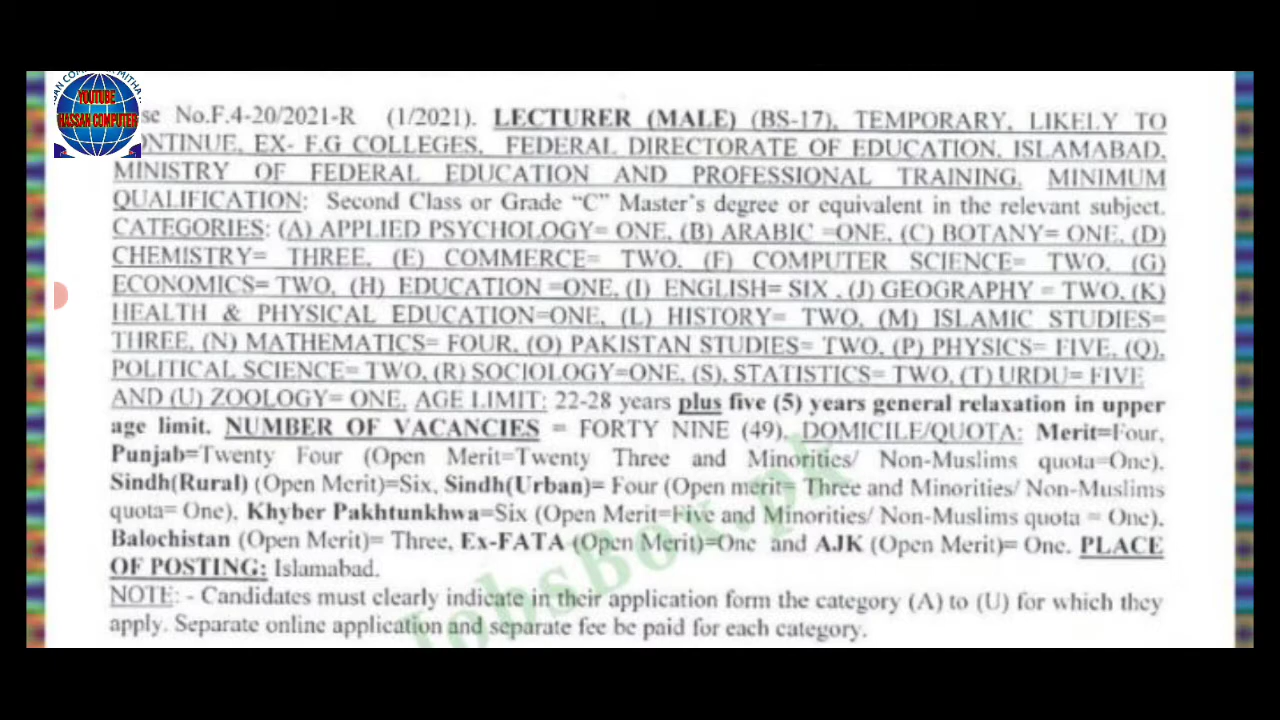 SAN COM MITHA
YOUTUBE
HASSAN COMPUTER
se No.F.4-20/2021-R (1/2021). LECTURER (MALE) (BS-17), TEMPORARY, LIKELY TO
NTINUE, EX- F.G COLLEGES, FEDERAL DIRECTORATE OF EDUCATION, ISLAMABAD,
MINISTRY OF FEDERAL EDUCATION AND PROFESSIONAL TRAINING. MINIMUM
QUALIFICATION: Second Class or Grade “C” Master's degree or equivalent in the relevant subject.
CATEGORIES: (A) APPLIED PSYCHOLOGY= ONE, (B) ARABIC =ONE, (C) BOTANY= ONE, (D)
CHEMISTRY= THREE, (E) COMMERCE= TWO, (F) COMPUTER SCIENCE= TWO, (G)
ECONOMICS= TWO, (H) EDUCATION =ONE, (I) ENGLISH= SIX , (J) GEOGRAPHY = TWO, (K)
HEALTH & PHYSICAL EDUCATION=ONE, (L) HISTORY= TWO, (M) ISLAMIC STUDIES=
THREE, (N) MATHEMATICS= FOUR, (O) PAKISTAN STUDIES= TWO, (P) PHYSICS= FIVE, (Q),
POLITICAL SCIENCE= TWO, (R) SOCIOLOGY=ONE, (S), STATISTICS= TWO, (T) URDU= FIVE
AND (U) ZOOLOGY= ONE, AGE LIMIT: 22-28 years plus five (5) years general relaxation in upper
age limit. NUMBER OF VACANCIES = FORTY NINE (49). DOMICILE/QUOTA: Merit=Four,
Punjab=Twenty Four (Open Merit=Twenty Three and Minorities/ Non-Muslims quota=One),
Sindh(Rural) (Open Merit)=Six, Sindh(Urban)= Four (Open merit= Three and Minorities/ Non-Muslims
quota= One), Khyber Pakhtunkhwa=Six (Open Merit=Five and Minorities/ Non-Muslims quota = One),
Balochistan (Open Merit)= Three, Ex-FATA (Open Merit)=One and AJK (Open Merit)= One. PLACE
OF POSTING: Islamabad.
NOTE: - Candidates must clearly indicate in their application form the category (A) to (U) for which they
apply. Separate online application and separate fee be paid for each category.
JobsBox.pk